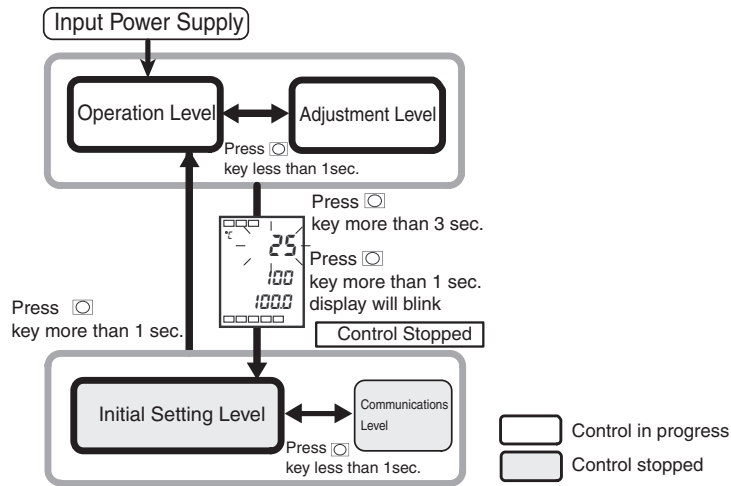 Input Power Supply
Operation Level
Adjustment Level
Press
key less than 1sec.
Press
key more than 3 sec.
°C
25
100
100.0
Press
key more than 1 sec.
display will blink
Press
key more than 1 sec.
Control Stopped
Initial Setting Level
Communications
Level
Press
key less than 1sec.
Control in progress
Control stopped